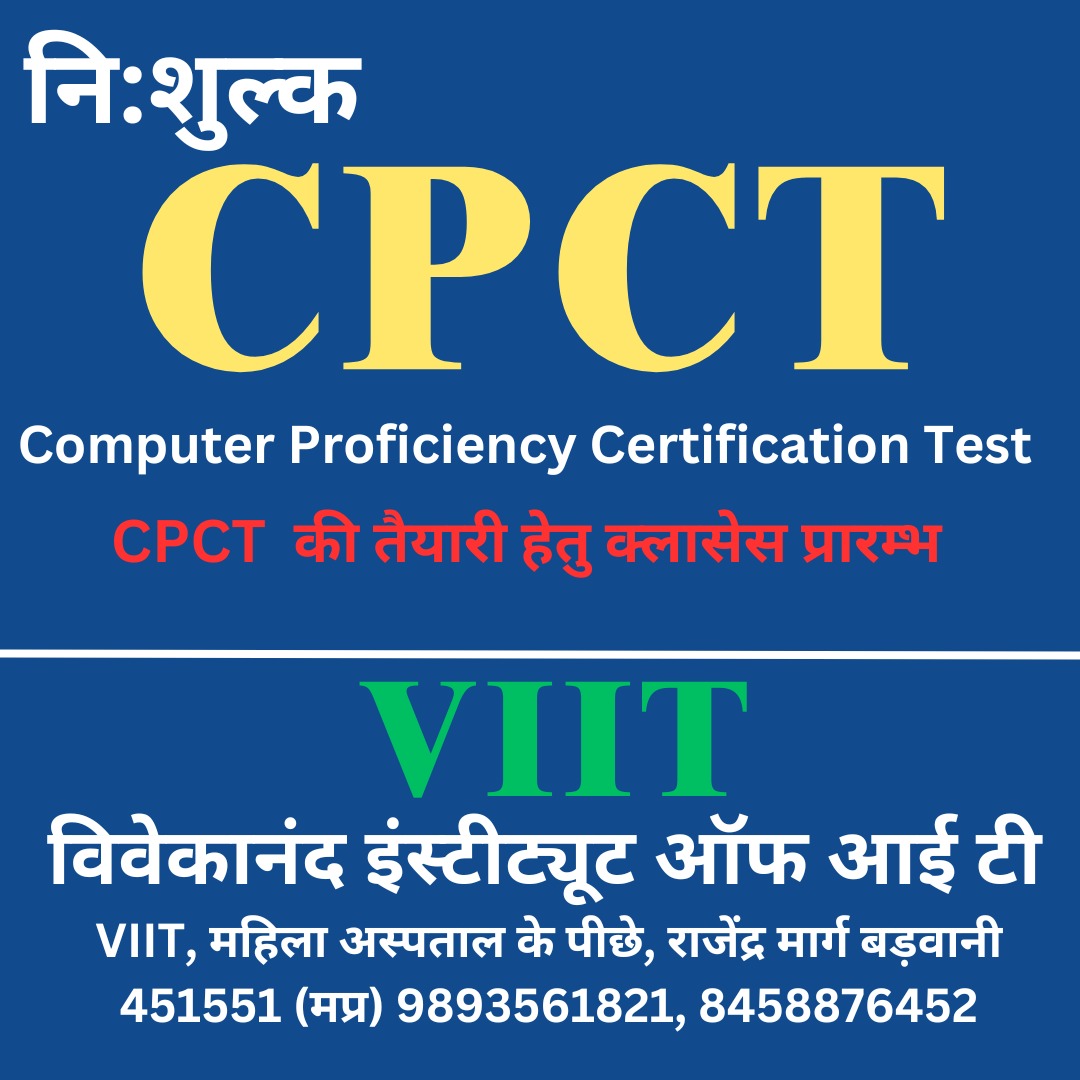 नि:शुल्क
CPCT
Computer Proficiency Certification Test
CPCT की तैयारी हेतु क्लासेस प्रारम्भ
VIIT
विवेकानंद इंस्टीट्यूट ऑफ आई टी
VIIT, महिला अस्पताल के पीछे, राजेंद्र मार्ग बड़वानी
451551 (मप्र) 9893561821, 8458876452